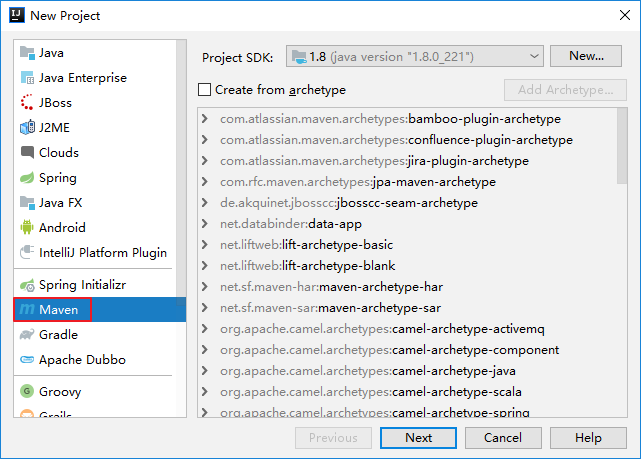 New Project
Java
Java Enterprise
JBoss
J2ME
Clouds
Spring
Java FX
Android
IntelliJ Platform Plugin
Spring Initializr
Maven
Gradle
Apache Dubbo
Groovy
Grails
Project SDK: 1.8 (java version "1.8.0_221") New...
Create from archetype Add Archetype...
com.atlassian.maven.archetypes:bamboo-plugin-archetype
com.atlassian.maven.archetypes:confluence-plugin-archetype
com.atlassian.maven.archetypes:jira-plugin-archetype
com.rfc.maven.archetypes:jpa-maven-archetype
de.akquinet.jbosscc:jbosscc-seam-archetype
net.databinder:data-app
net.liftweb:lift-archetype-basic
net.liftweb:lift-archetype-blank
net.sf.maven-har:maven-archetype-har
net.sf.maven-sar:maven-archetype-sar
org.apache.camel.archetypes:camel-archetype-activemq
org.apache.camel.archetypes:camel-archetype-component
org.apache.camel.archetypes:camel-archetype-java
org.apache.camel.archetypes:camel-archetype-scala
org.apache.camel.archetypes:camel-archetype-spring
Previous Next Cancel Help